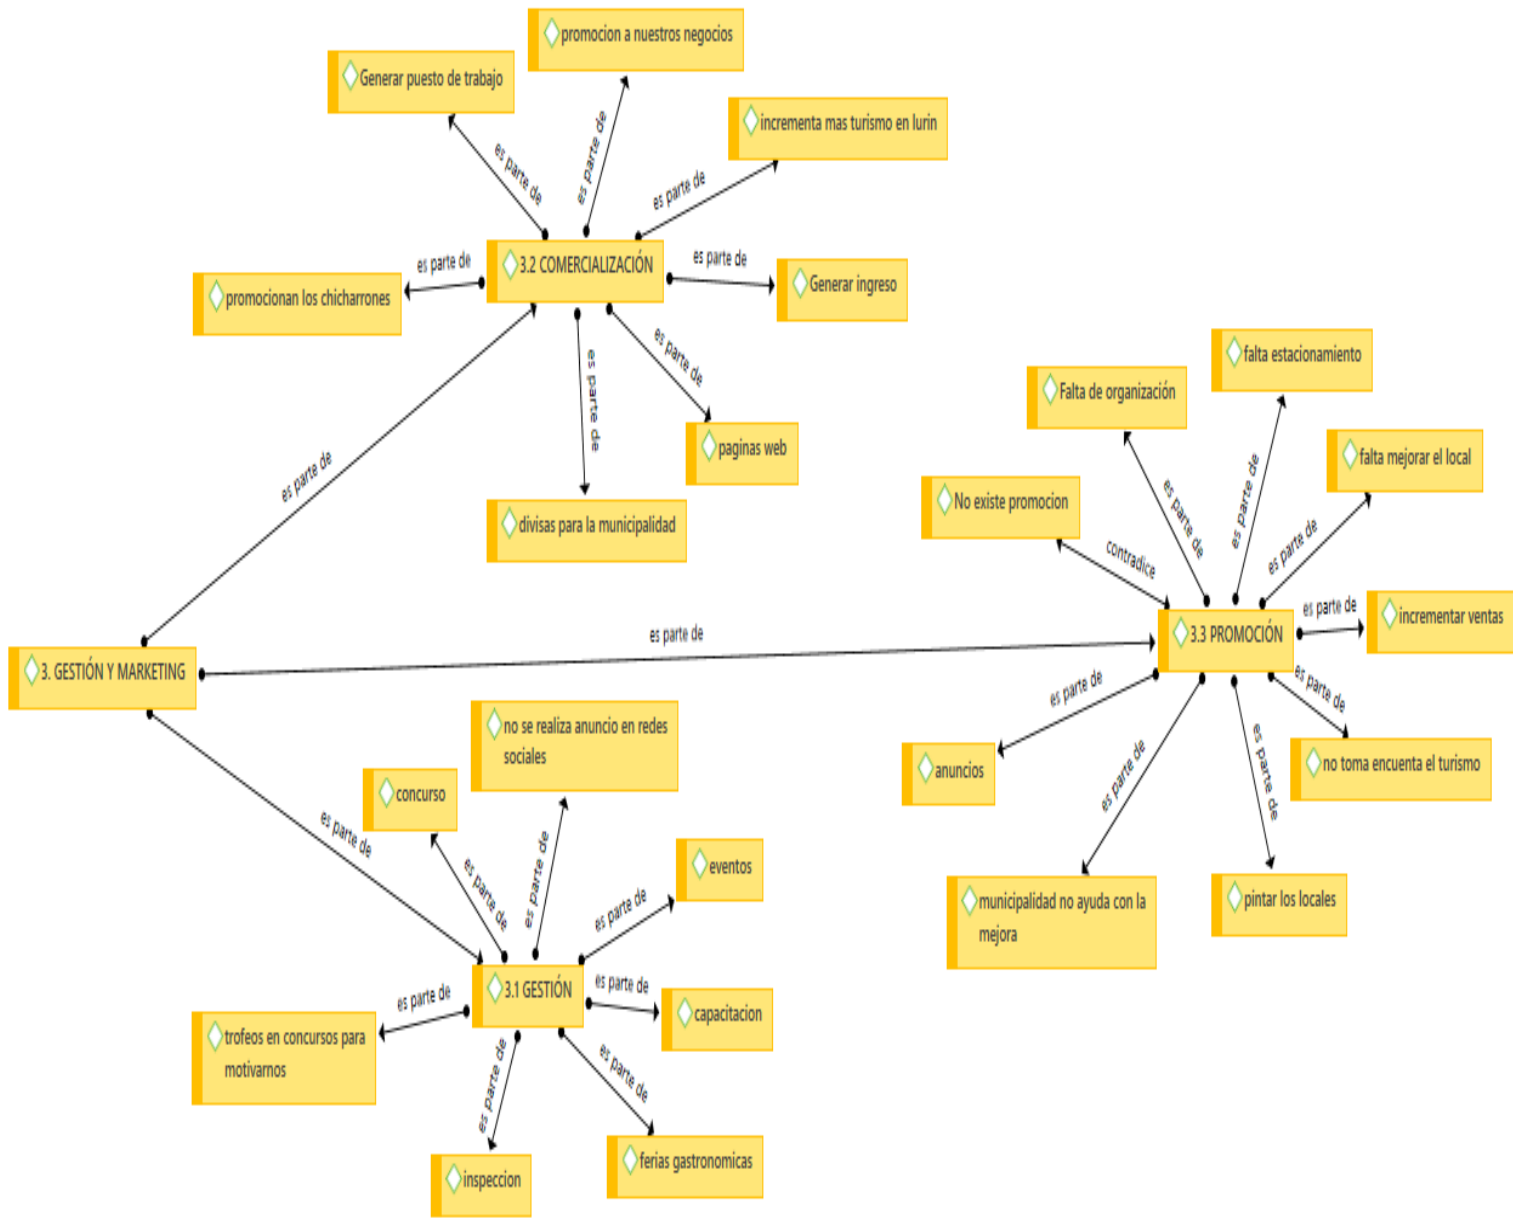 promocion a nuestros negocios
Generar puesto de trabajo
incrementa mas turismo en lurin
es parte de
es parte de
es parte de
3.2 COMERCIALIZACIÓN
es parte de
es parte de
promocionan los chicharrones
Generar ingreso
es parte de
es parte de
paginas web
divisas para la municipalidad
es parte de
falta estacionamiento
Falta de organización
falta mejorar el local
No existe promocion
es parte de
es parte de
es parte de
contradice
incrementar ventas
es parte de
3.3 PROMOCIÓN
es parte de
3. GESTIÓN Y MARKETING
es parte de
es parte de
es parte de
es parte de
anuncios
no toma encuenta el turismo
municipalidad no ayuda con la
mejora
pintar los locales
no se realiza anuncio en redes
sociales
concurso
es parte de
es parte de
es parte de
eventos
es parte de
3.1 GESTIÓN
es parte de
es parte de
capacitacion
trofeos en concursos para
motivarnos
es parte de
es parte de
inspeccion
ferias gastronomicas